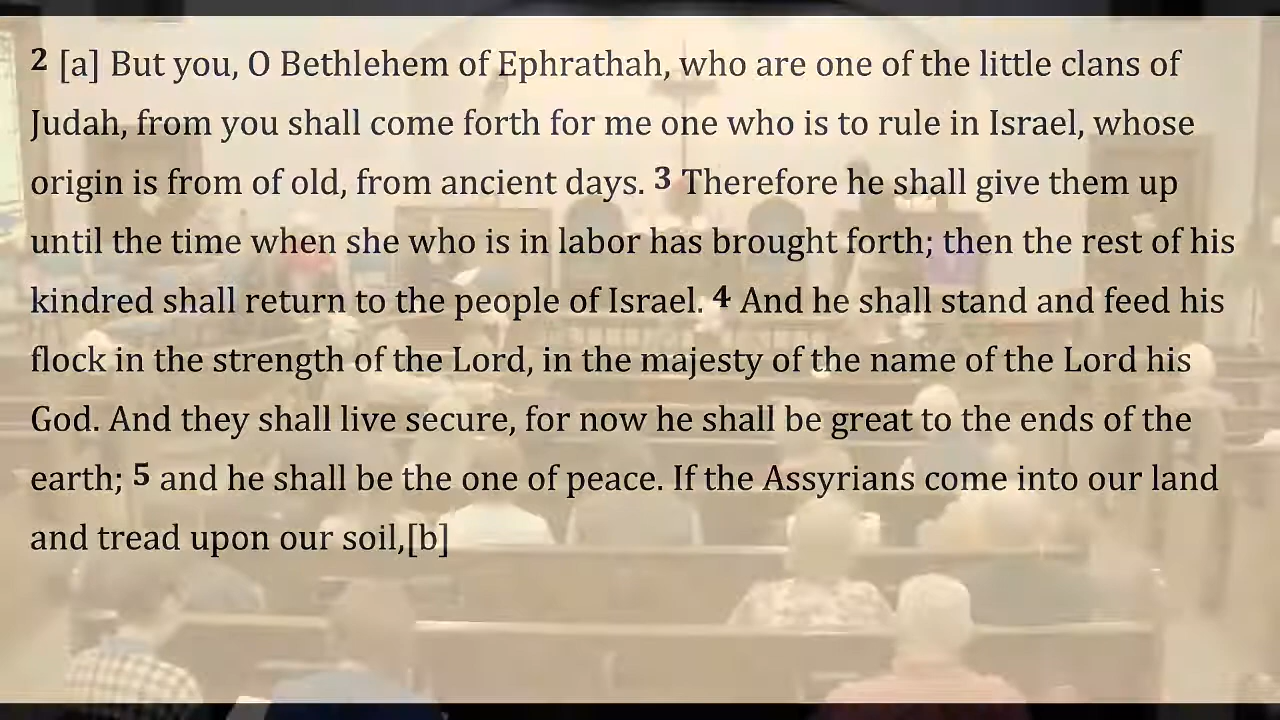 2 [a] But you, O Bethlehem of Ephrathah, who are one of the little clans of
Judah, from you shall come forth for me one who is to rule in Israel, whose
origin is from of old, from ancient days. 3 Therefore he shall give them up
until the time when she who is in labor has brought forth; then the rest of his
kindred shall return to the people of Israel. 4 And he shall stand and feed his
flock in the strength of the Lord, in the majesty of the name of the Lord his
God. And they shall live secure, for now he shall be great to the ends of the
earth; 5 and he shall be the one of peace. If the Assyrians come into our land
and tread upon our soil,[b]